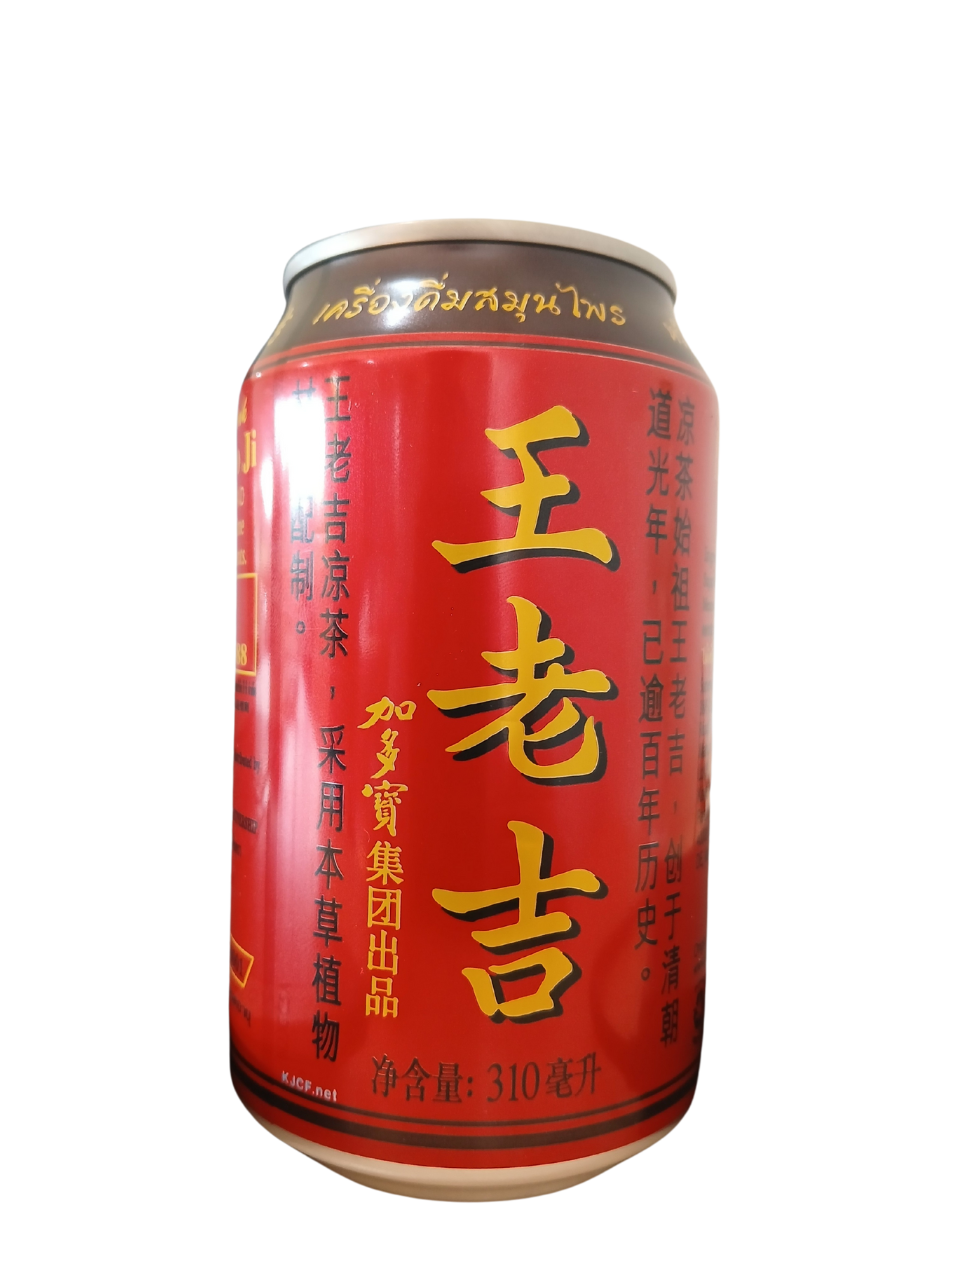 เครื่องดื่มสมุนไพร
凉茶始祖王老吉，创于清朝
道光年，已逾百年历史。
王老吉
加多寶集团出品
王老吉凉茶，采用本草植物
配制。
净含量：310毫升
Ji
KJCF.net